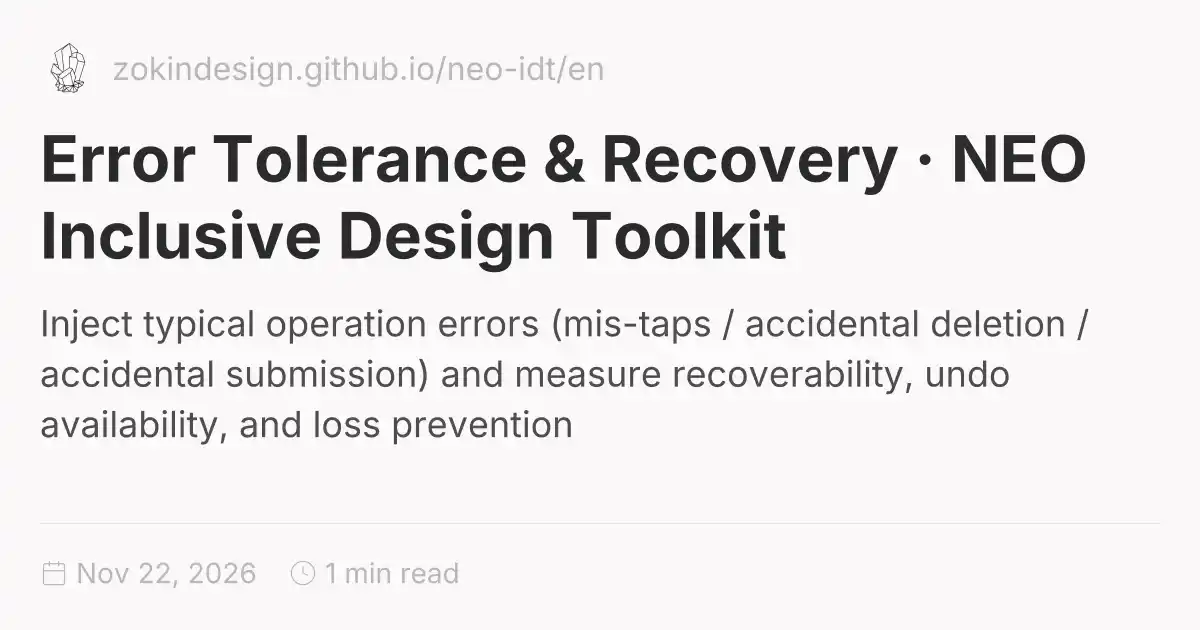 zokindesign.github.io/neo-idt/en
Error Tolerance & Recovery · NEO
Inclusive Design Toolkit
Inject typical operation errors (mis-taps / accidental deletion /
accidental submission) and measure recoverability, undo
availability, and loss prevention
Nov 22, 2026 1 min read